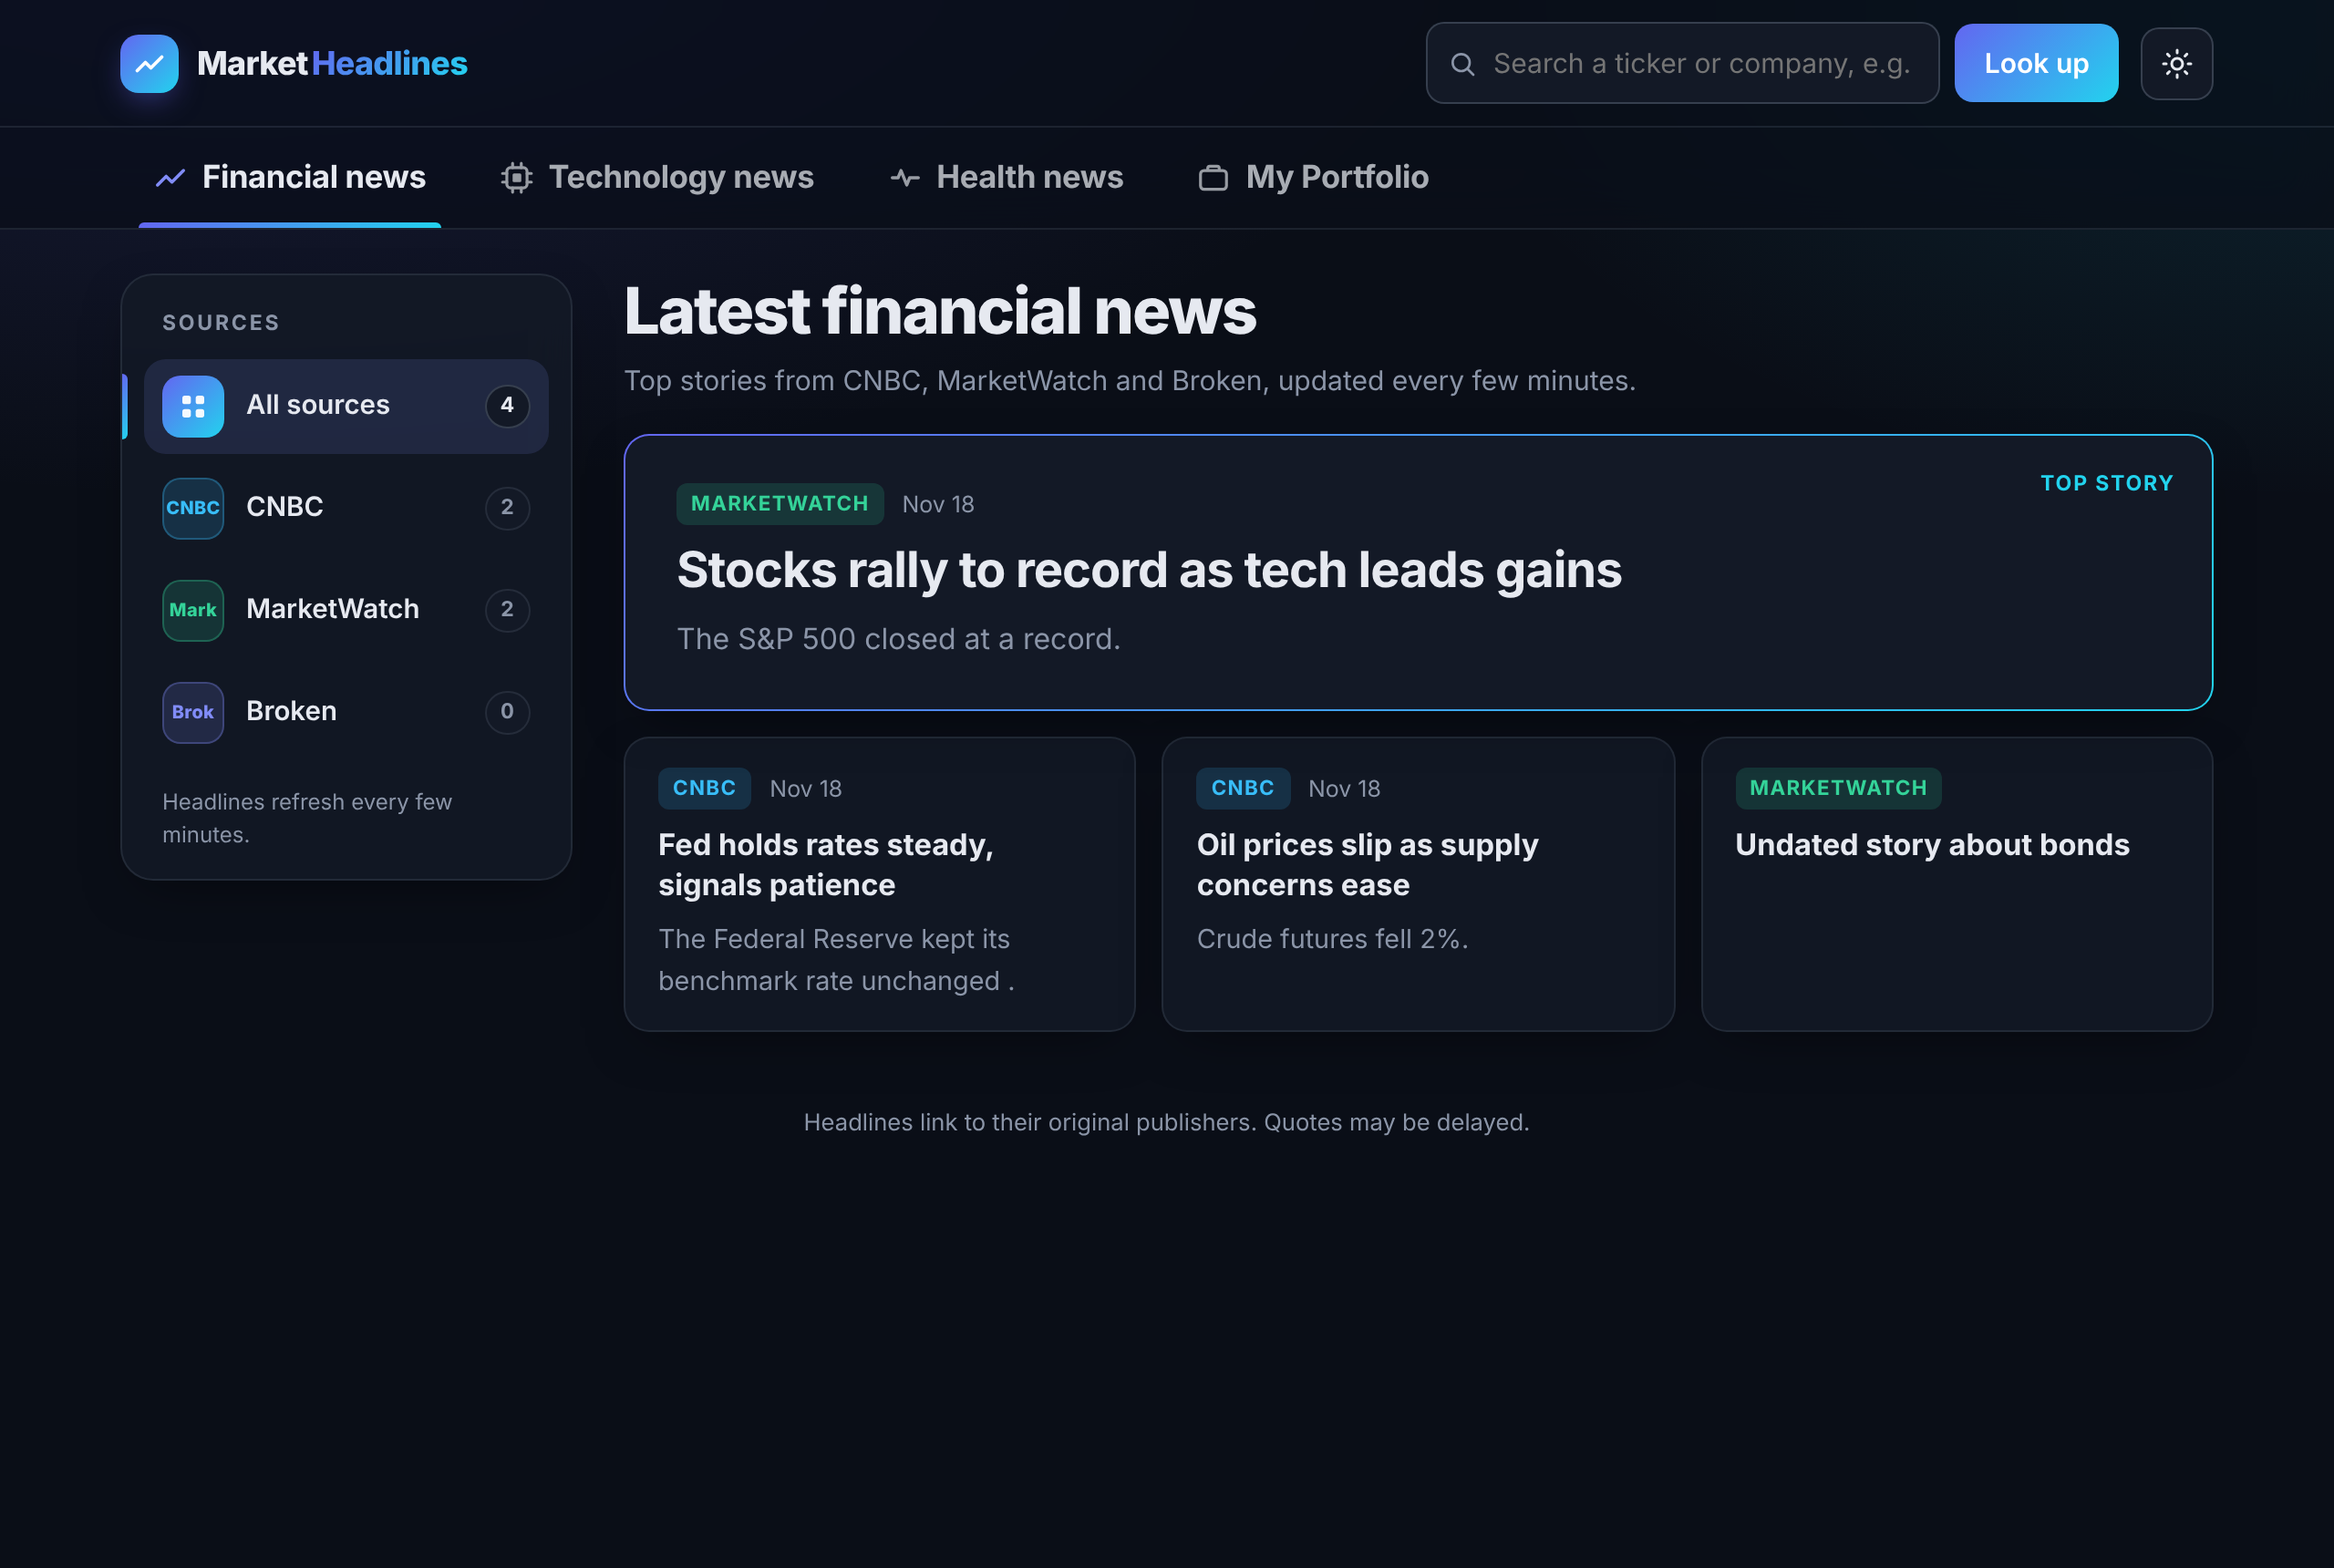 MarketHeadlines
Search a ticker or company, e.g.
Look up
Financial news
Technology news
Health news
My Portfolio
SOURCES
All sources
4
CNBC
CNBC
2
Mark
MarketWatch
2
Brok
Broken
0
Headlines refresh every few
minutes.
Latest financial news
Top stories from CNBC, MarketWatch and Broken, updated every few minutes.
TOP STORY
MARKETWATCH
Nov 18
Stocks rally to record as tech leads gains
The S&P 500 closed at a record.
CNBC
Nov 18
Fed holds rates steady,
signals patience
The Federal Reserve kept its
benchmark rate unchanged .
CNBC
Nov 18
Oil prices slip as supply
concerns ease
Crude futures fell 2%.
MARKETWATCH
Undated story about bonds
Headlines link to their original publishers. Quotes may be delayed.